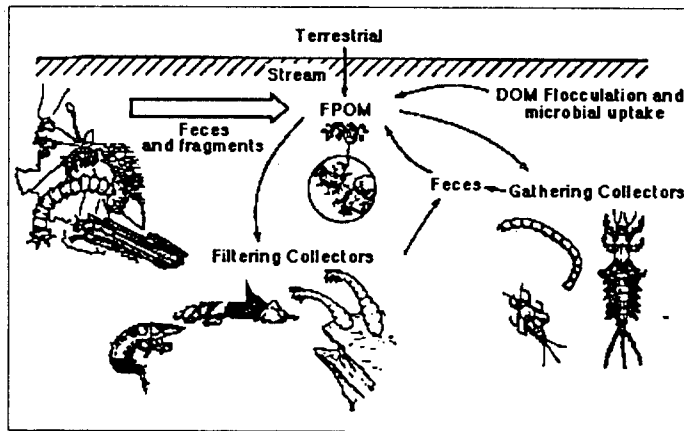 Terrestrial
Stream
FPOM
DOM Flocculation and
microbial uptake
Feces
and fragments
Feces
Gathering Collectors
Filtering Collectors